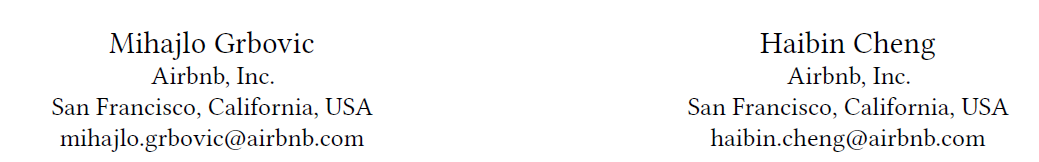 Mihajlo Grbovic
Airbnb, Inc.
San Francisco, California, USA
mihajlo.grbovic@airbnb.com
Haibin Cheng
Airbnb, Inc.
San Francisco, California, USA
haibin.cheng@airbnb.com